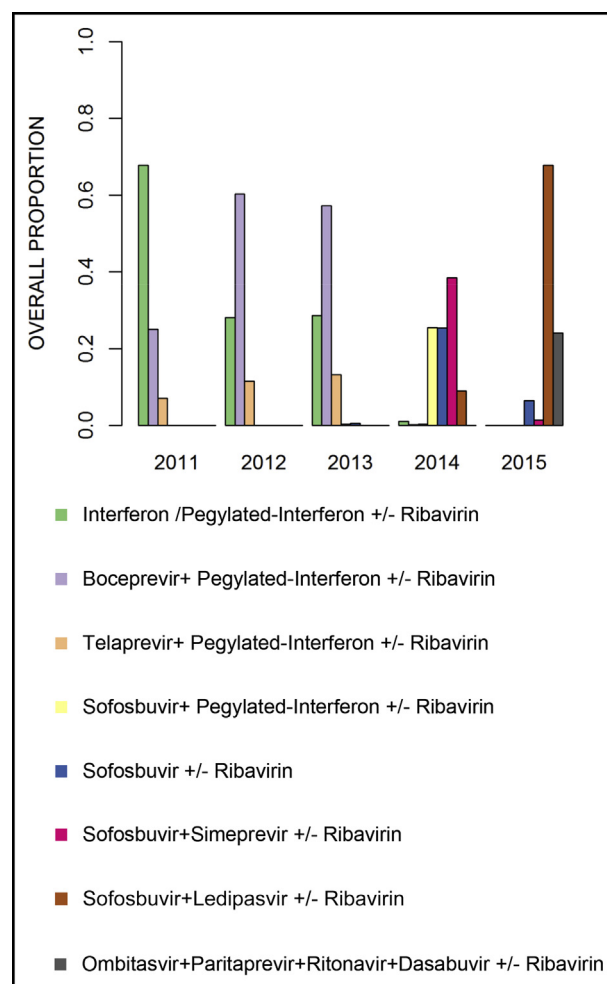 OVERALL PROPORTION
1.0
0.8
0.6
0.4
0.2
0.0
2011 2012 2013 2014 2015
Interferon /Pegylated-Interferon +/- Ribavirin
Boceprevir+ Pegylated-Interferon +/- Ribavirin
Telaprevir+ Pegylated-Interferon +/- Ribavirin
Sofosbuvir+ Pegylated-Interferon +/- Ribavirin
Sofosbuvir +/- Ribavirin
Sofosbuvir+Simeprevir +/- Ribavirin
Sofosbuvir+Ledipasvir +/- Ribavirin
Ombitasvir+Paritaprevir+Ritonavir+Dasabuvir +/- Ribavirin